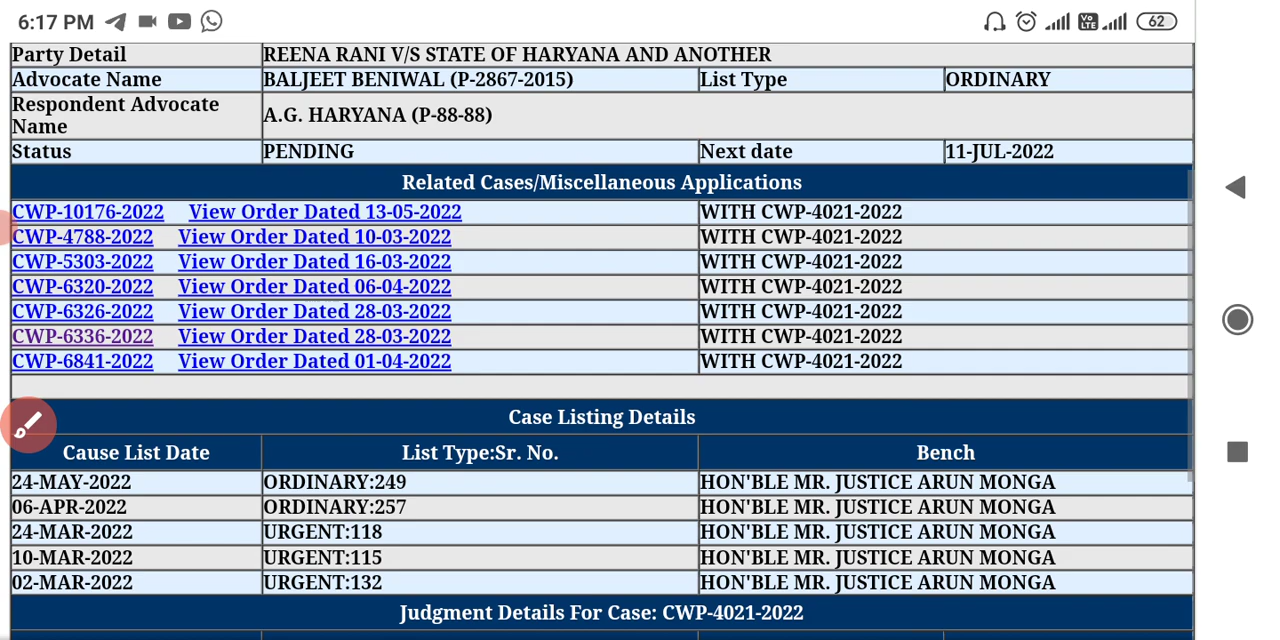 6:17 PM Vo LTE 62
Party Detail REENA RANI V/S STATE OF HARYANA AND ANOTHER
Advocate Name BALJEET BENIWAL (P-2867-2015) List Type ORDINARY
Respondent Advocate
Name A.G. HARYANA (P-88-88)
Status PENDING Next date 11-JUL-2022
Related Cases/Miscellaneous Applications
CWP-10176-2022 View Order Dated 13-05-2022 WITH CWP-4021-2022
CWP-4788-2022 View Order Dated 10-03-2022 WITH CWP-4021-2022
CWP-5303-2022 View Order Dated 16-03-2022 WITH CWP-4021-2022
CWP-6320-2022 View Order Dated 06-04-2022 WITH CWP-4021-2022
CWP-6326-2022 View Order Dated 28-03-2022 WITH CWP-4021-2022
CWP-6336-2022 View Order Dated 28-03-2022 WITH CWP-4021-2022
CWP-6841-2022 View Order Dated 01-04-2022 WITH CWP-4021-2022
Case Listing Details
Cause List Date List Type:Sr. No. Bench
24-MAY-2022 ORDINARY:249 HON'BLE MR. JUSTICE ARUN MONGA
06-APR-2022 ORDINARY:257 HON'BLE MR. JUSTICE ARUN MONGA
24-MAR-2022 URGENT:118 HON'BLE MR. JUSTICE ARUN MONGA
10-MAR-2022 URGENT:115 HON'BLE MR. JUSTICE ARUN MONGA
02-MAR-2022 URGENT:132 HON'BLE MR. JUSTICE ARUN MONGA
Judgment Details For Case: CWP-4021-2022